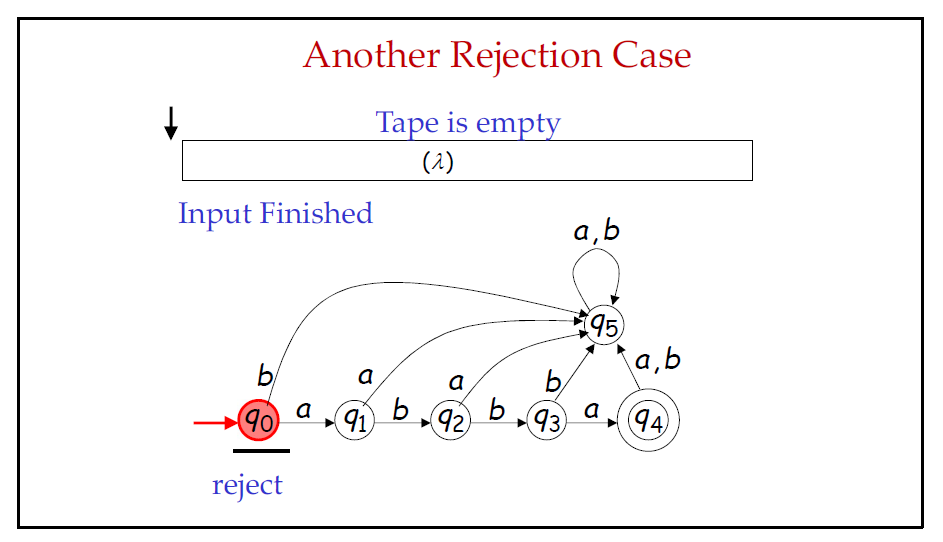 Another Rejection Case
Tape is empty
(λ)
Input Finished
a,b
q5
b
a
a
b
a,b
q0
a
q1
b
q2
b
q3
a
q4
reject